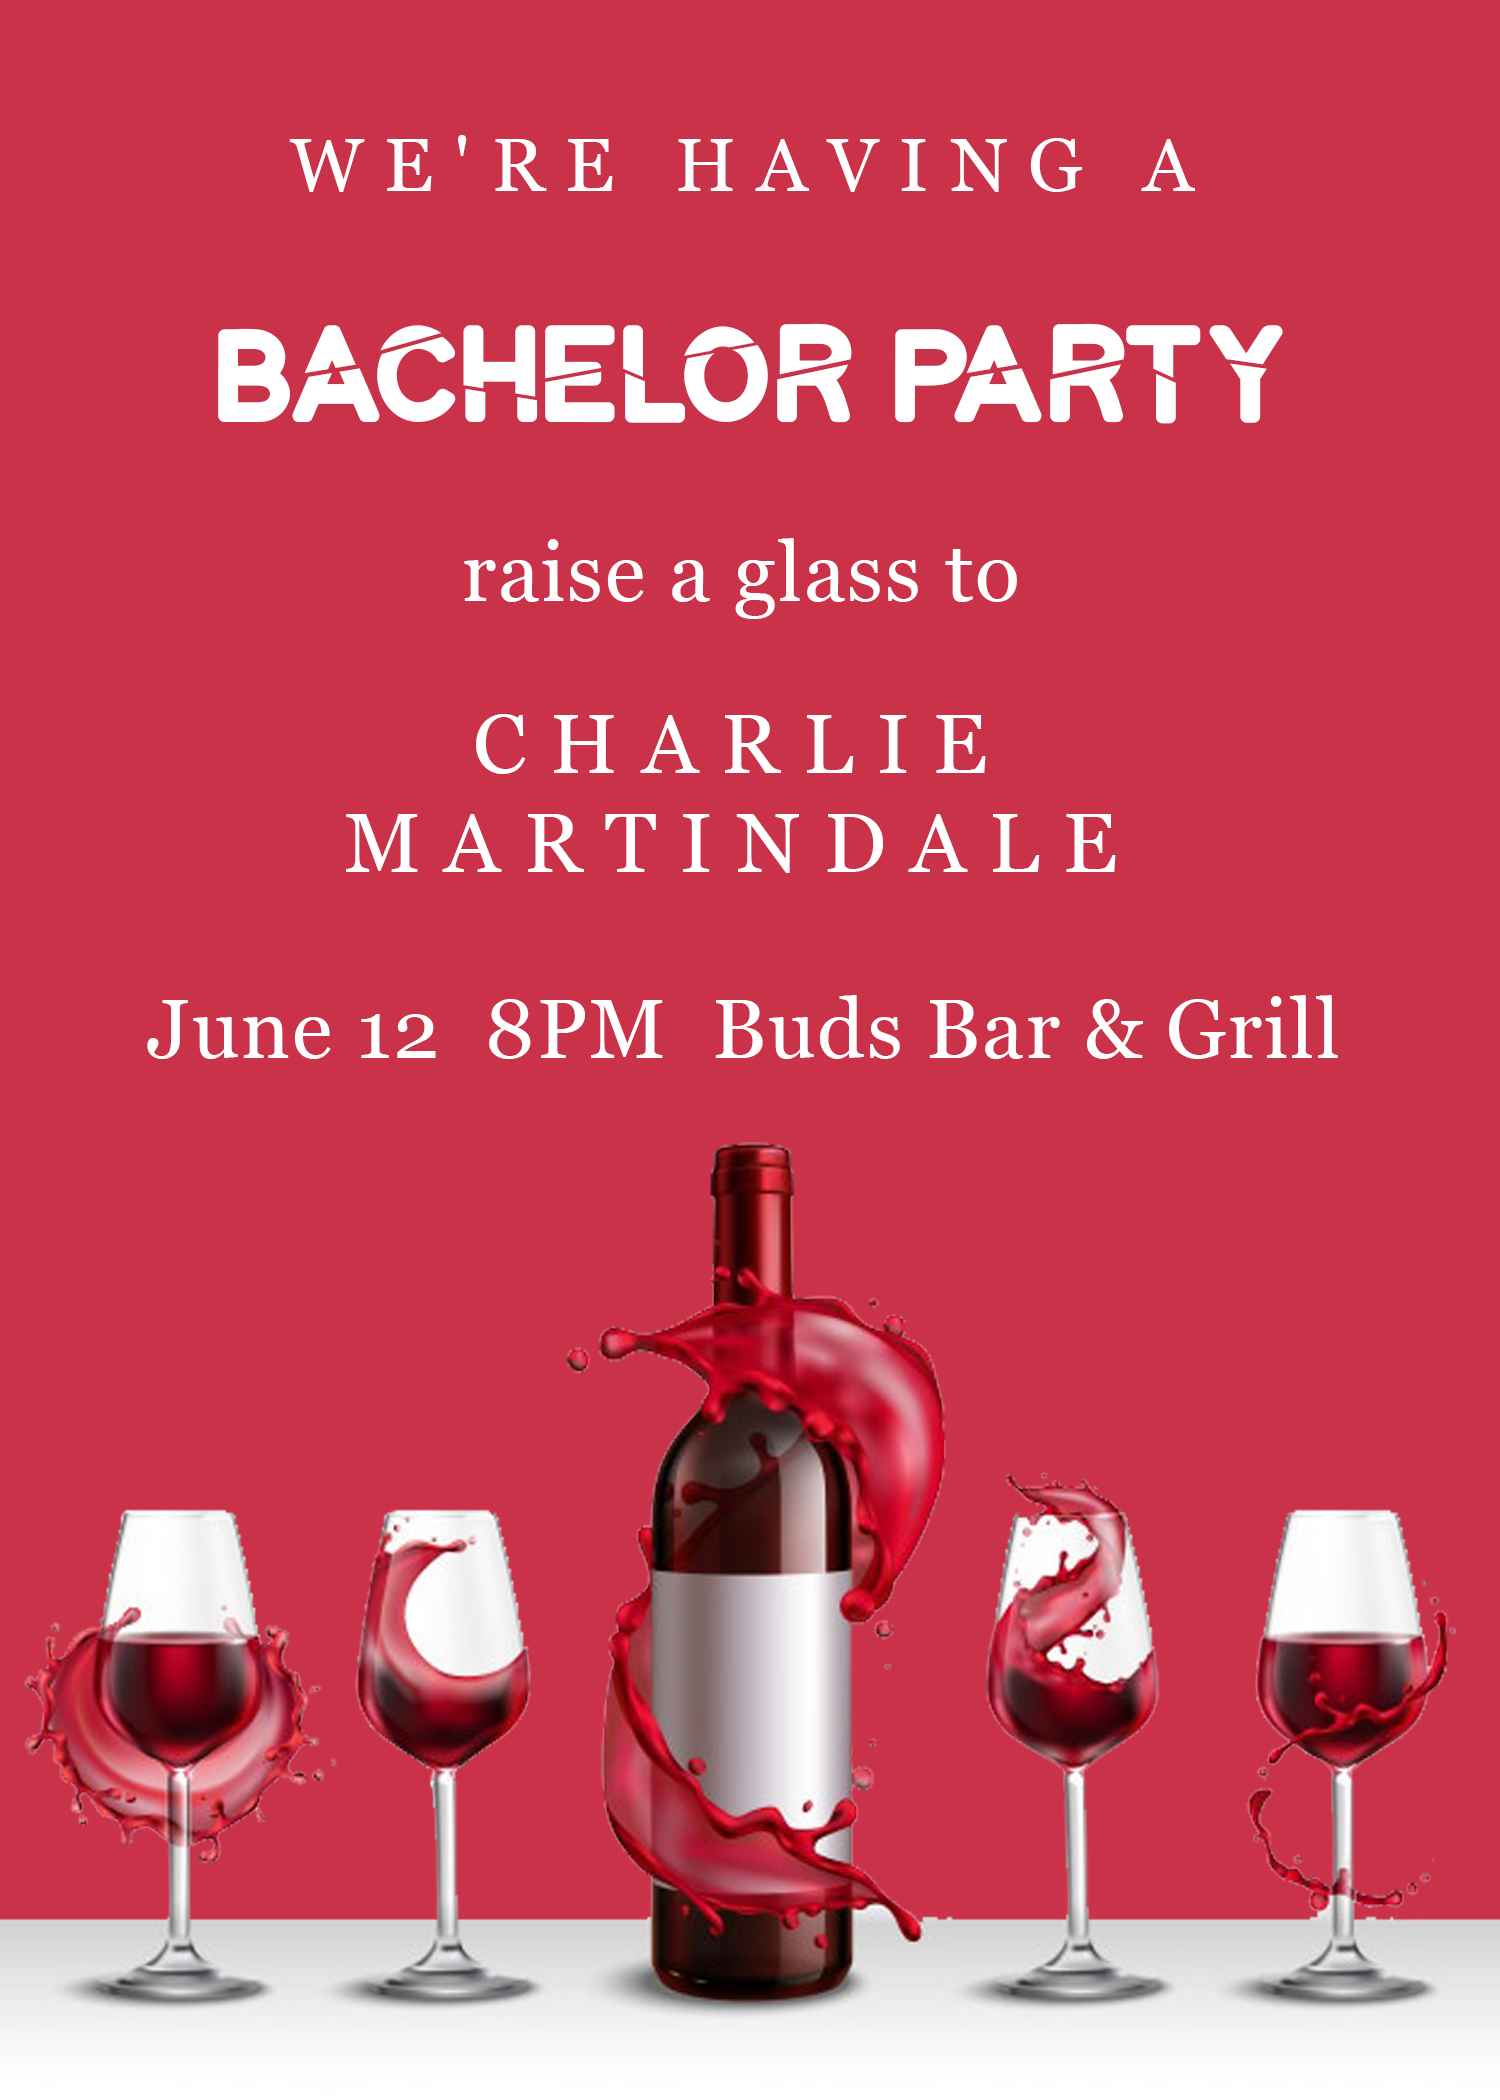 WE'RE HAVING A
BACHELOR PARTY
raise a glass to
CHARLIE
MARTINDALE
June 12 8PM Buds Bar & Grill